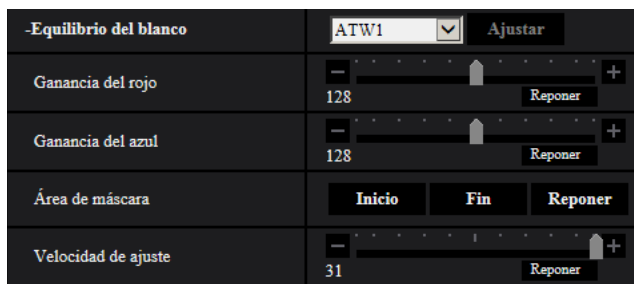 -Equilibrio del blanco ATW1 Ajustar
Ganancia del rojo 128 Reponer
Ganancia del azul 128 Reponer
Área de máscara Inicio Fin Reponer
Velocidad de ajuste 31 Reponer